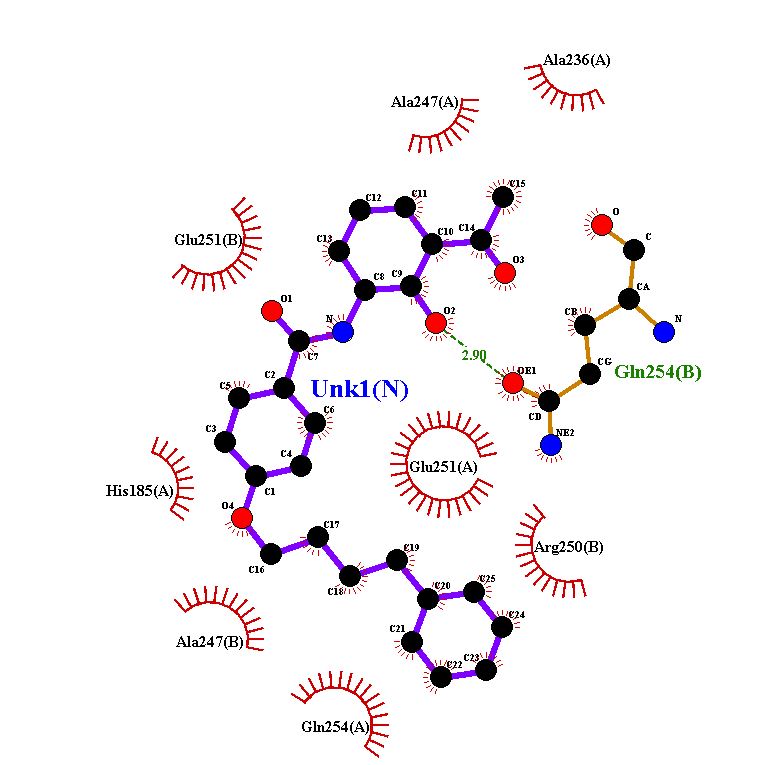 Ala236(A)
Ala247(A)
C15
C12
C11
O
C14
C10
C
Glu251(B)
C13
O3
C8
C9
CA
O1
O2
CB
N
N
C7
2.90
CG
OE1
Gln254(B)
C2
Unk1(N)
C5
C6
CD
C3
NE2
C4
Glu251(A)
C1
His185(A)
O4
C17
C19
Arg250(B)
C16
C18
C20
C25
C24
C21
Ala247(B)
C22
C23
Gln254(A)